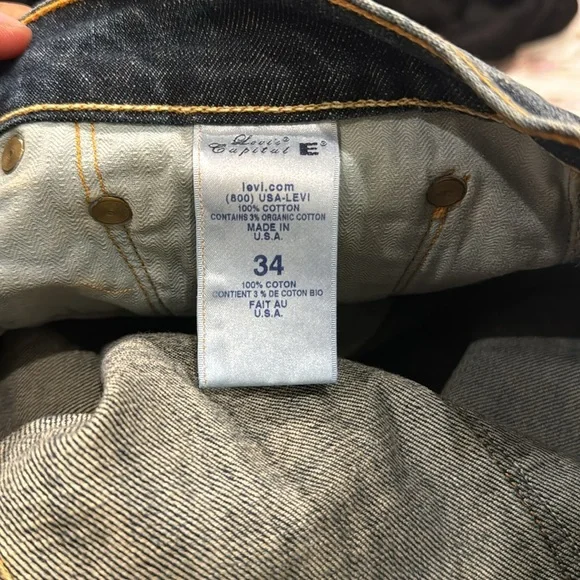 Levi's®
Capital E®
levi.com
(800) USA-LEVI
100% COTTON
CONTAINS 3% ORGANIC COTTON
MADE IN
U.S.A.
34
100% COTON
CONTIENT 3 % DE COTON BIO
FAIT AU
U.S.A.